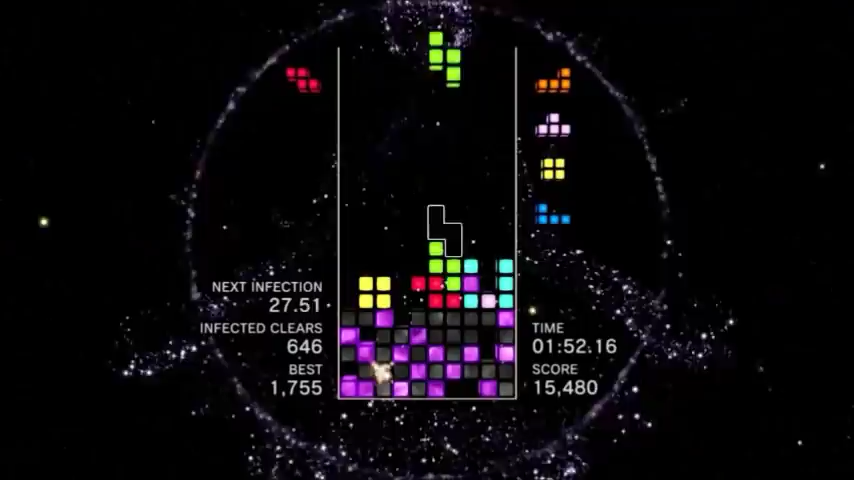 NEXT INFECTION
27.51
INFECTED CLEARS
646
BEST
1,755
TIME
01:52.16
SCORE
15,480